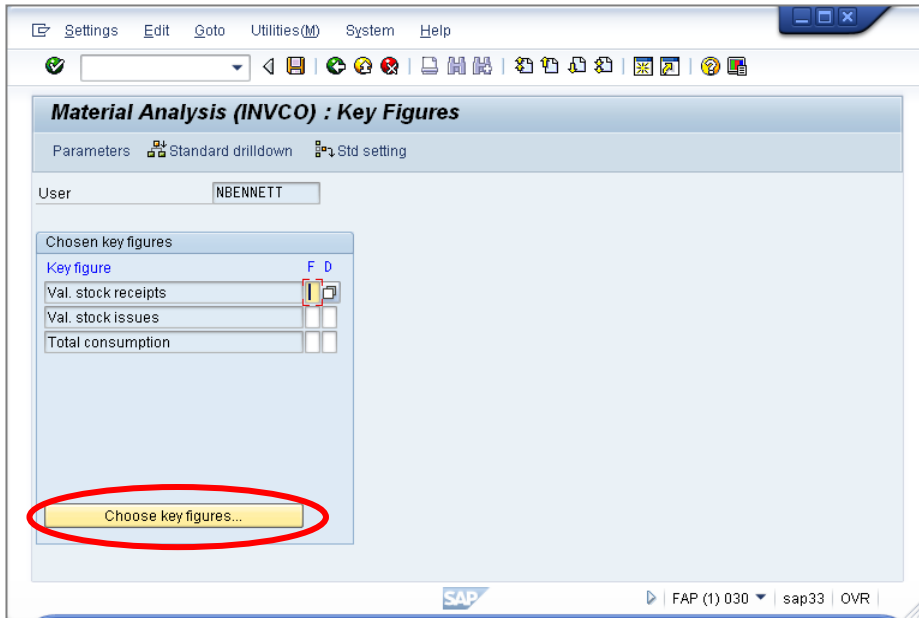 Settings Edit Goto Utilities(M) System Help
Material Analysis (INVCO) : Key Figures
Parameters Standard drilldown Std setting
User NBENNETT
Chosen key figures
Key figure F D
Val. stock receipts
Val. stock issues
Total consumption
Choose key figures...
SAP FAP (1) 030 sap33 OVR